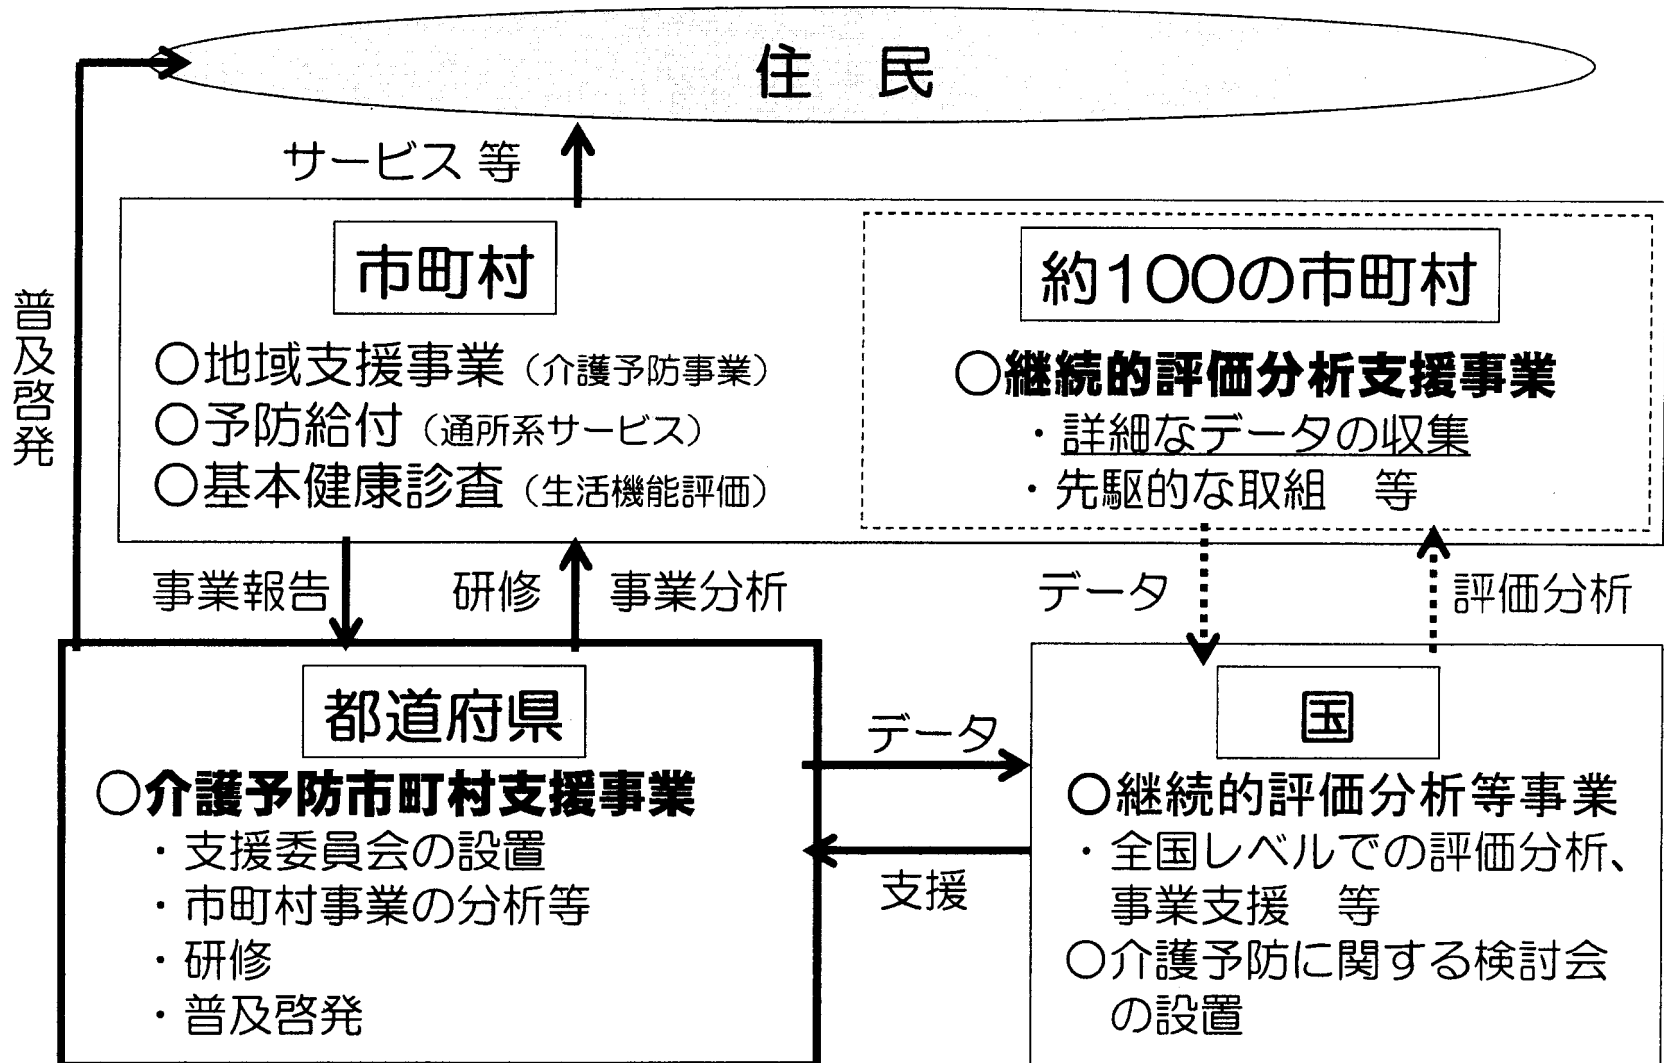 住 民
サービス 等
普及啓発
市町村
○地域支援事業（介護予防事業）
○予防給付（通所系サービス）
○基本健康診査（生活機能評価）
約100の市町村
○継続的評価分析支援事業
・詳細なデータの収集
・先駆的な取組 等
事業報告
研修
事業分析
データ
評価分析
都道府県
○介護予防市町村支援事業
・支援委員会の設置
・市町村事業の分析等
・研修
・普及啓発
データ
支援
国
○継続的評価分析等事業
・全国レベルでの評価分析、
事業支援 等
○介護予防に関する検討会
の設置